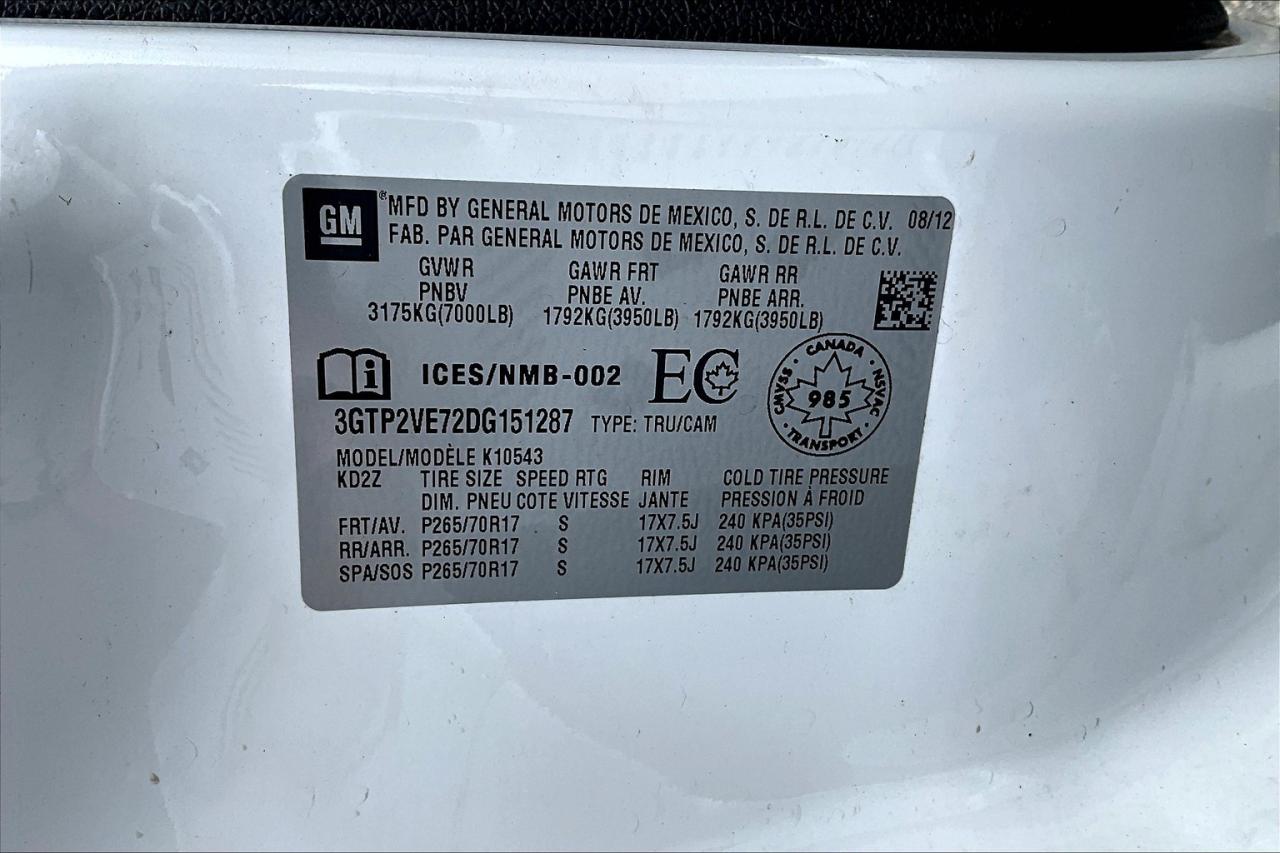 GM ® MFD BY GENERAL MOTORS DE MEXICO, S. DE R.L. DE C.V. 08/12
FAB. PAR GENERAL MOTORS DE MEXICO, S. DE R.L. DE C.V.
GVWR GAWR FRT GAWR RR
PNBV PNBE AV. PNBE ARR.
3175KG(7000LB) 1792KG(3950LB) 1792KG(3950LB)
ICES/NMB-002 EC
CANADA
CMVSS 985 NSVAC
TRANSPORT
3GTP2VE72DG151287 TYPE: TRU/CAM
MODEL/MODÈLE K10543
KD2Z TIRE SIZE SPEED RTG RIM COLD TIRE PRESSURE
DIM. PNEU COTE VITESSE JANTE PRESSION À FROID
FRT/AV. P265/70R17 S 17X7.5J 240 KPA(35PSI)
RR/ARR. P265/70R17 S 17X7.5J 240 KPA(35PSI)
SPA/SOS P265/70R17 S 17X7.5J 240 KPA(35PSI)